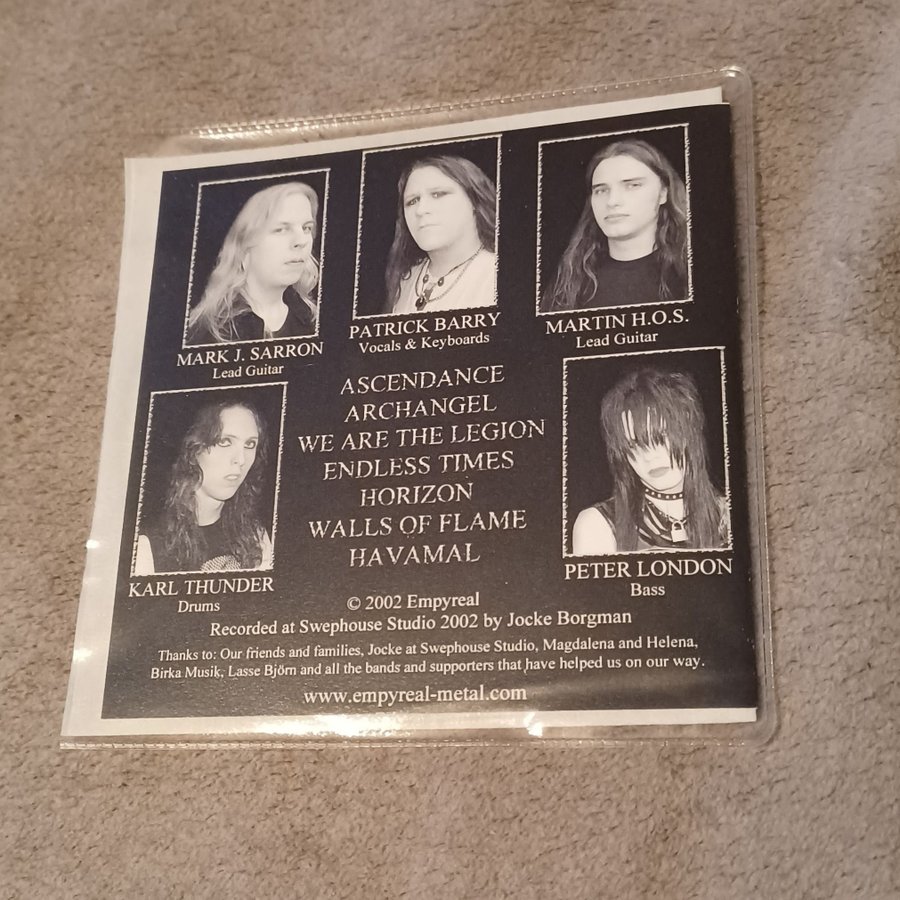 MARK J. SARRON
Lead Guitar
PATRICK BARRY
Vocals & Keyboards
MARTIN H.O.S.
Lead Guitar
ASCENDANCE
ARCHANGEL
WE ARE THE LEGION
ENDLESS TIMES
HORIZON
WALLS OF FLAME
HAVAMAL
KARL THUNDER
Drums
PETER LONDON
Bass
© 2002 Empyreal
Recorded at Swephouse Studio 2002 by Jocke Borgman
Thanks to: Our friends and families, Jocke at Swephouse Studio, Magdalena and Helena,
Birka Musik, Lasse Björn and all the bands and supporters that have helped us on our way.
www.empyreal-metal.com